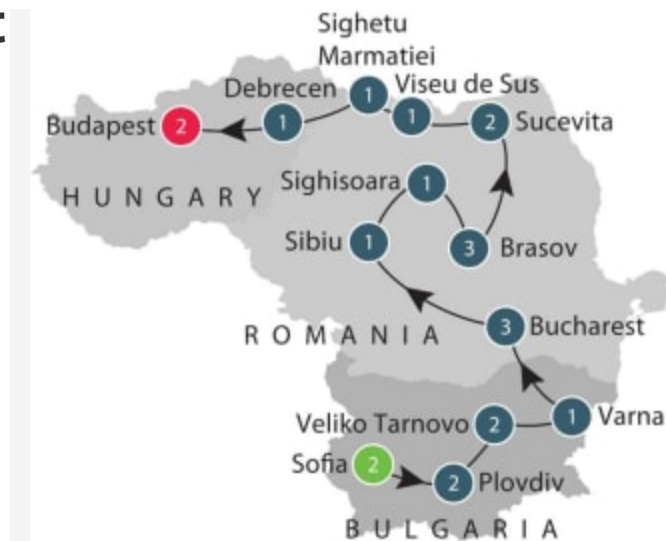 Sighetu
Marmatiei
Viseu de Sus
Debrecen
1
1
Budapest 2
1
2 Sucevita
Sighisoara 1
HUNGARY
Sibiu 1
3 Brasov
3 Bucharest
ROMANIA
Veliko Tarnovo 2
1 Varna
Sofia 2
2 Plovdiv
BULGARIA